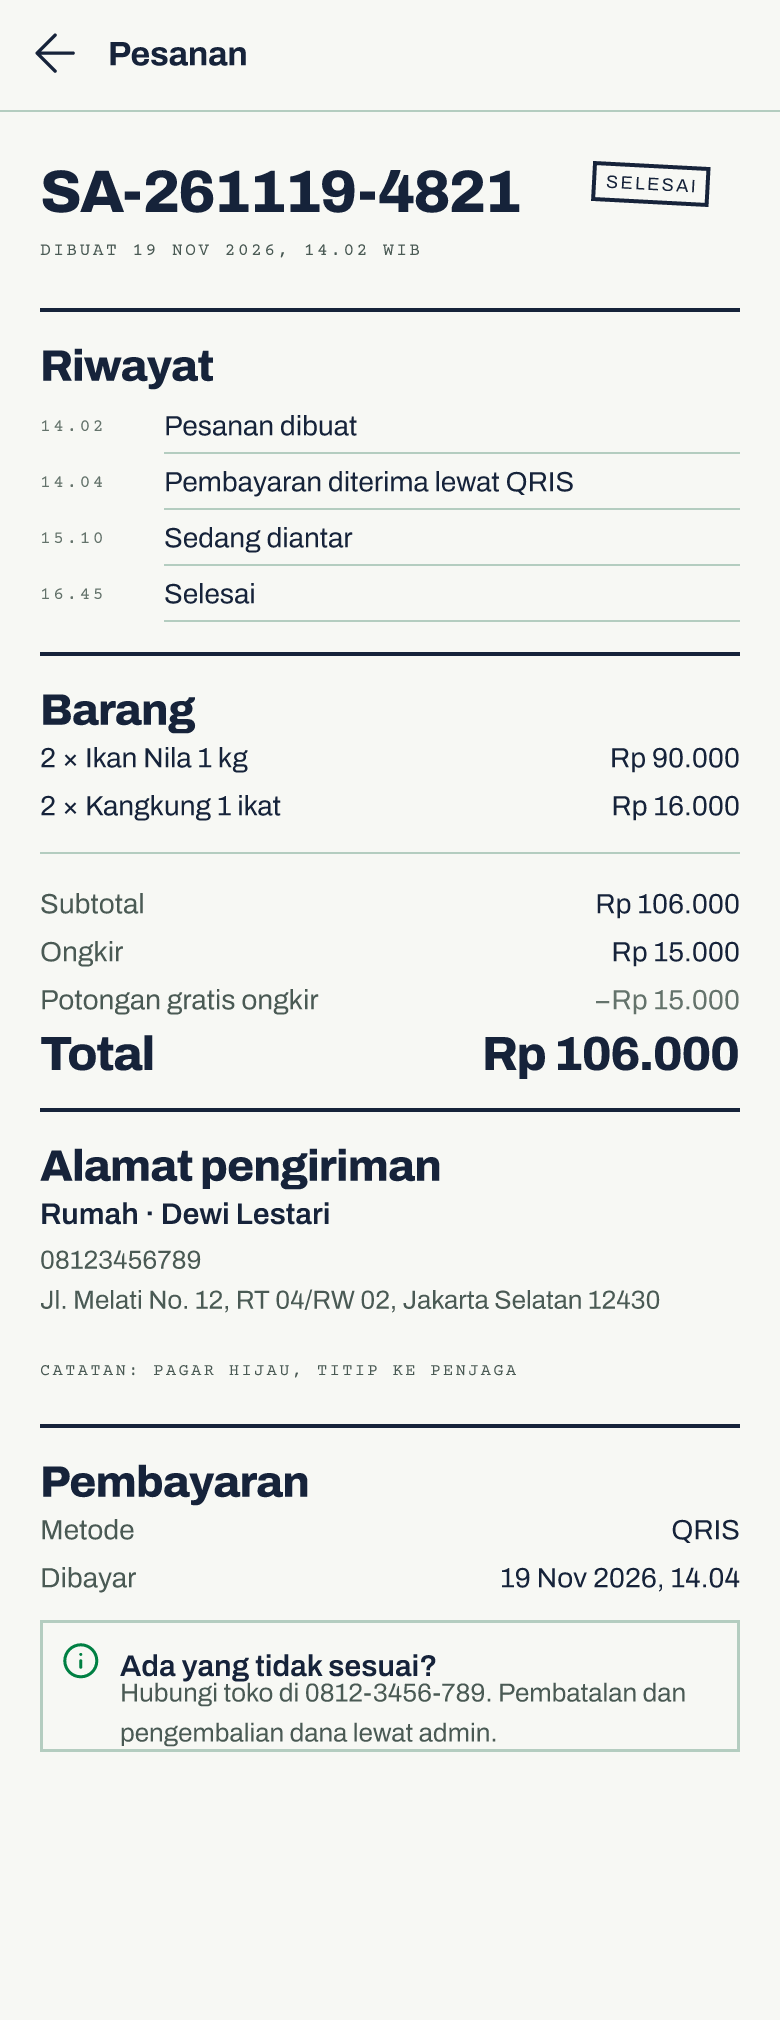 Pesanan
SA-261119-4821
SELESAI
DIBUAT 19 NOV 2026, 14.02 WIB
Riwayat
14.02 Pesanan dibuat
14.04 Pembayaran diterima lewat QRIS
15.10 Sedang diantar
16.45 Selesai
Barang
2 × Ikan Nila 1 kg Rp 90.000
2 × Kangkung 1 ikat Rp 16.000
Subtotal Rp 106.000
Ongkir Rp 15.000
Potongan gratis ongkir –Rp 15.000
Total Rp 106.000
Alamat pengiriman
Rumah · Dewi Lestari
08123456789
Jl. Melati No. 12, RT 04/RW 02, Jakarta Selatan 12430
CATATAN: PAGAR HIJAU, TITIP KE PENJAGA
Pembayaran
Metode QRIS
Dibayar 19 Nov 2026, 14.04
Ada yang tidak sesuai?
Hubungi toko di 0812-3456-789. Pembatalan dan
pengembalian dana lewat admin.